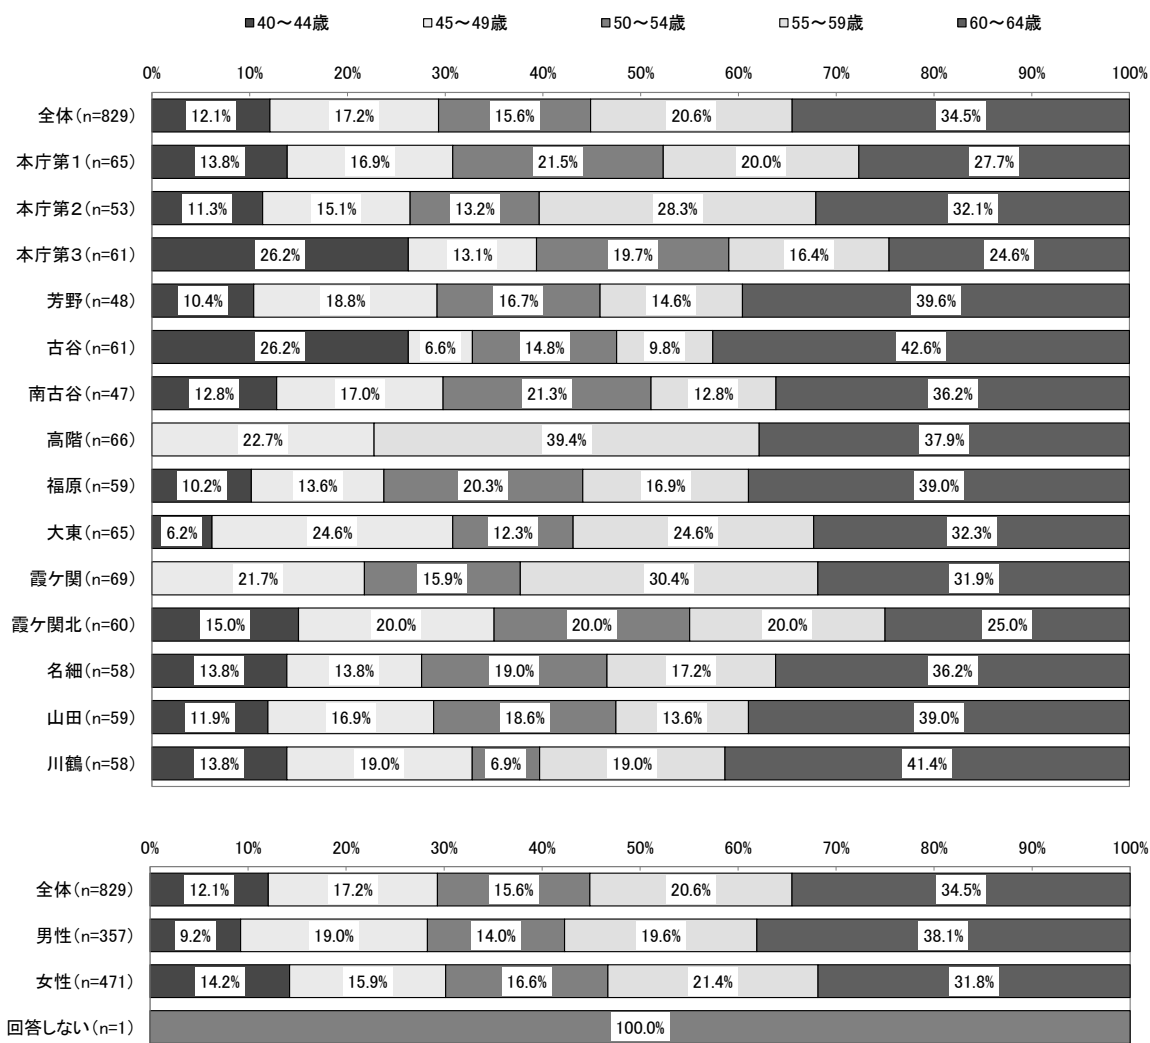 ■40～44歳 □45～49歳 ■50～54歳 □55～59歳 ■60～64歳
0% 10% 20% 30% 40% 50% 60% 70% 80% 90% 100%
全体(n=829) 12.1% 17.2% 15.6% 20.6% 34.5%
本庁第1(n=65) 13.8% 16.9% 21.5% 20.0% 27.7%
本庁第2(n=53) 11.3% 15.1% 13.2% 28.3% 32.1%
本庁第3(n=61) 26.2% 13.1% 19.7% 16.4% 24.6%
芳野(n=48) 10.4% 18.8% 16.7% 14.6% 39.6%
古谷(n=61) 26.2% 6.6% 14.8% 9.8% 42.6%
南古谷(n=47) 12.8% 17.0% 21.3% 12.8% 36.2%
高階(n=66) 22.7% 39.4% 37.9%
福原(n=59) 10.2% 13.6% 20.3% 16.9% 39.0%
大東(n=65) 6.2% 24.6% 12.3% 24.6% 32.3%
霞ケ関(n=69) 21.7% 15.9% 30.4% 31.9%
霞ケ関北(n=60) 15.0% 20.0% 20.0% 20.0% 25.0%
名細(n=58) 13.8% 13.8% 19.0% 17.2% 36.2%
山田(n=59) 11.9% 16.9% 18.6% 13.6% 39.0%
川鶴(n=58) 13.8% 19.0% 6.9% 19.0% 41.4%
0% 10% 20% 30% 40% 50% 60% 70% 80% 90% 100%
全体(n=829) 12.1% 17.2% 15.6% 20.6% 34.5%
男性(n=357) 9.2% 19.0% 14.0% 19.6% 38.1%
女性(n=471) 14.2% 15.9% 16.6% 21.4% 31.8%
回答しない(n=1) 100.0%